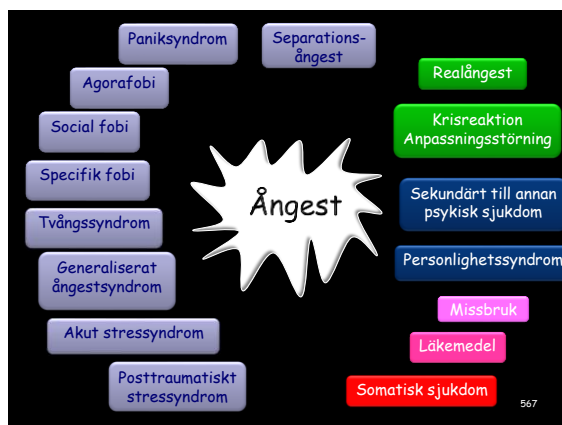 Paniksyndrom
Separations-
ångest
Agorafobi
Social fobi
Specifik fobi
Tvångssyndrom
Generaliserat
ångestsyndrom
Akut stressyndrom
Posttraumatiskt
stressyndrom
Ångest
Realångest
Krisreaktion
Anpassningsstörning
Sekundärt till annan
psykisk sjukdom
Personlighetssyndrom
Missbruk
Läkemedel
Somatisk sjukdom
567